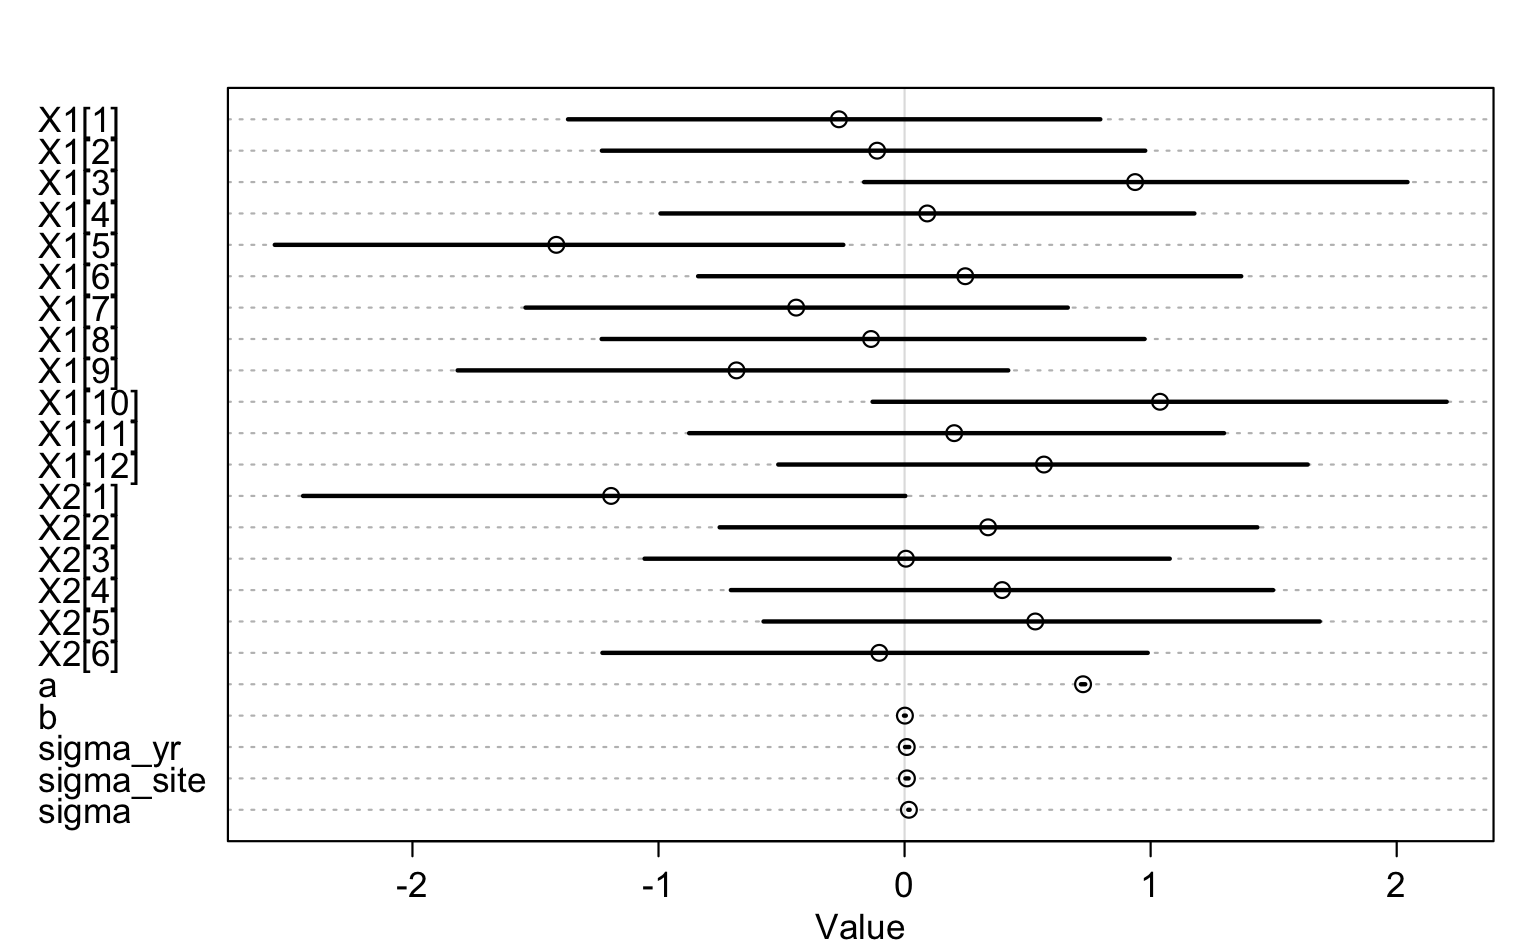 X1[1]
X1[2]
X1[3]
X1[4]
X1[5]
X1[6]
X1[7]
X1[8]
X1[9]
X1[10]
X1[11]
X1[12]
X2[1]
X2[2]
X2[3]
X2[4]
X2[5]
X2[6]
a
b
sigma_yr
sigma_site
sigma
-2 -1 0 1 2
Value